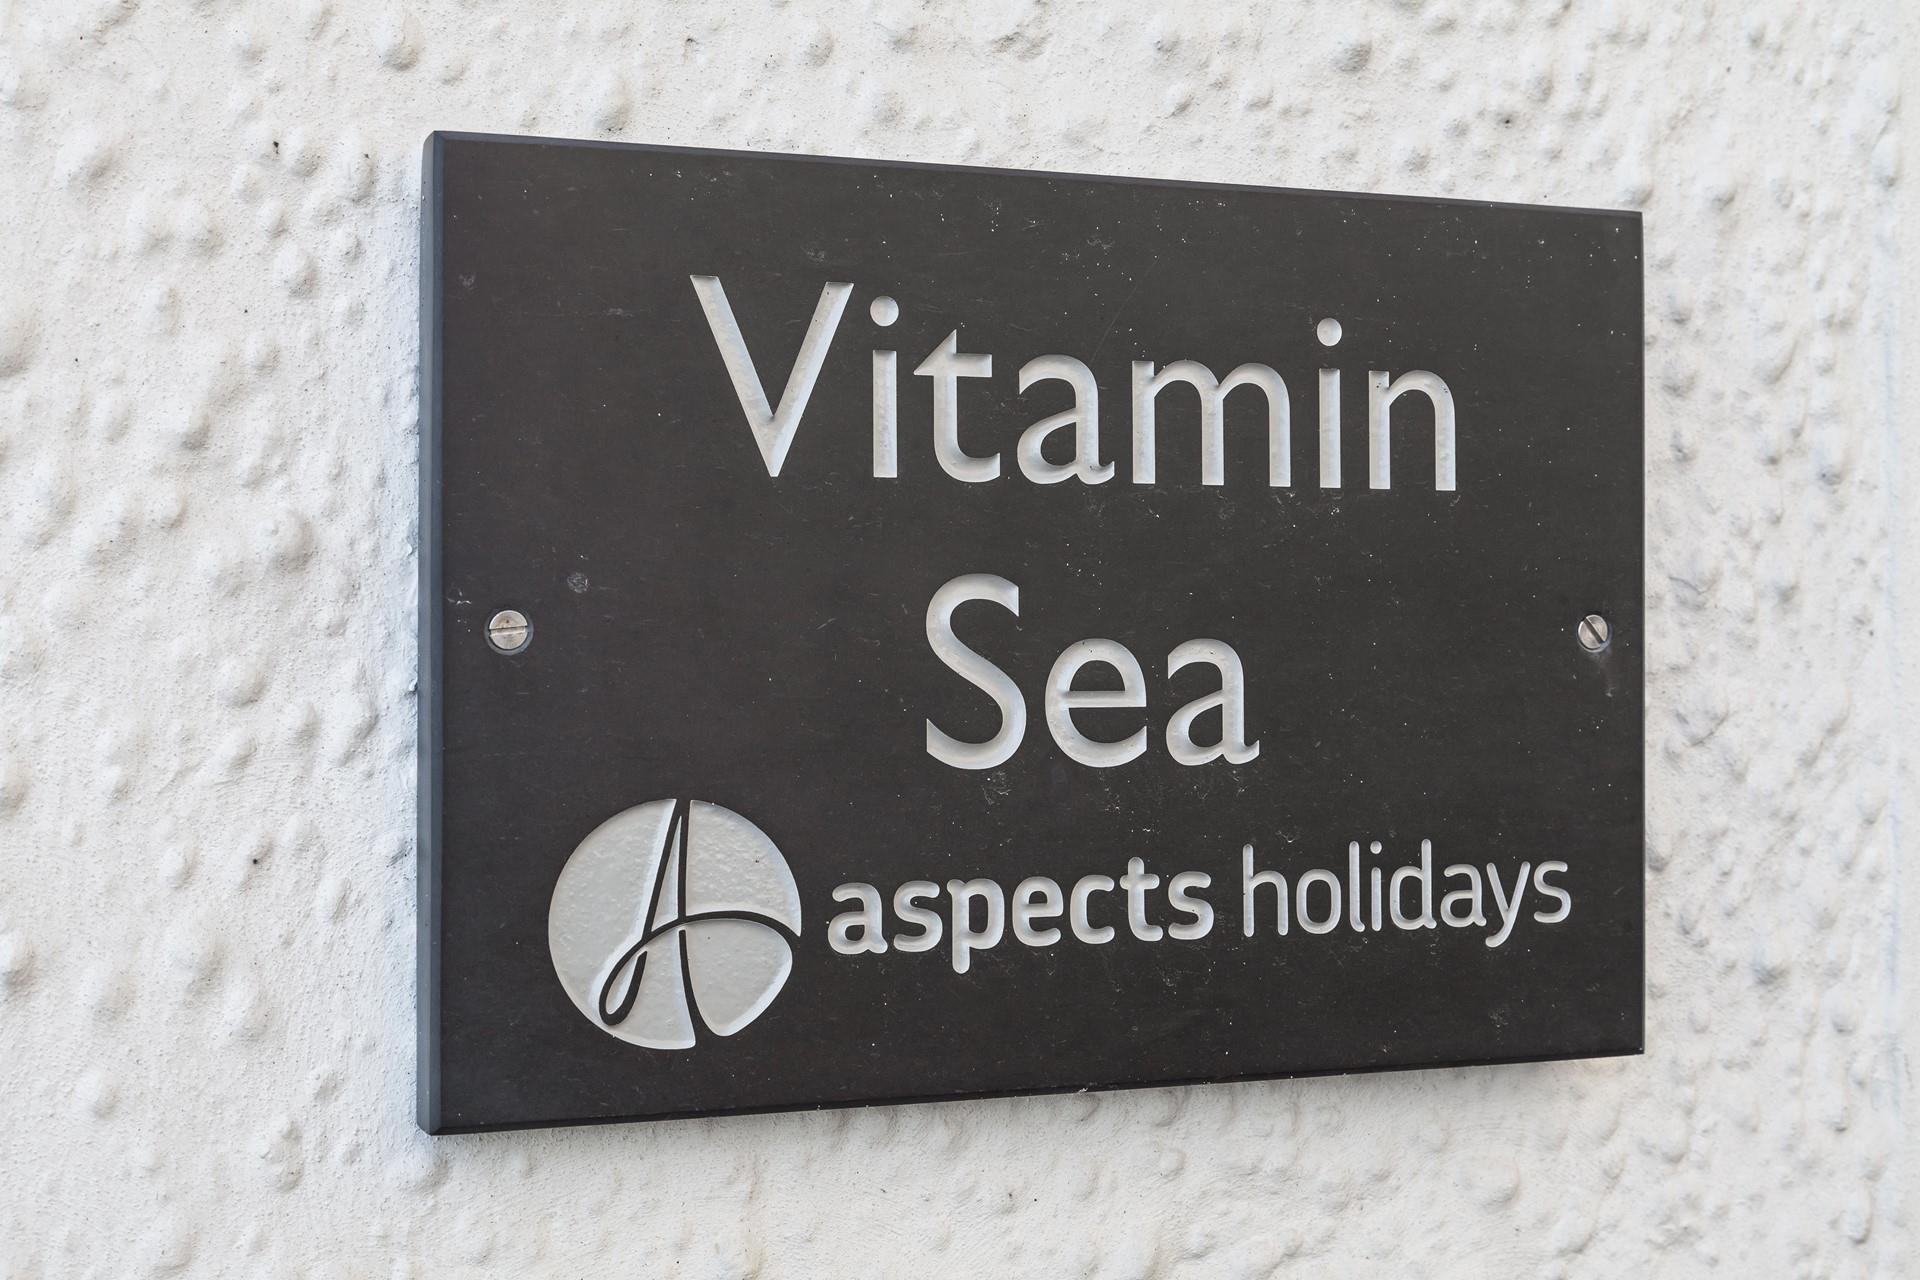 Vitamin
Sea
aspects holidays